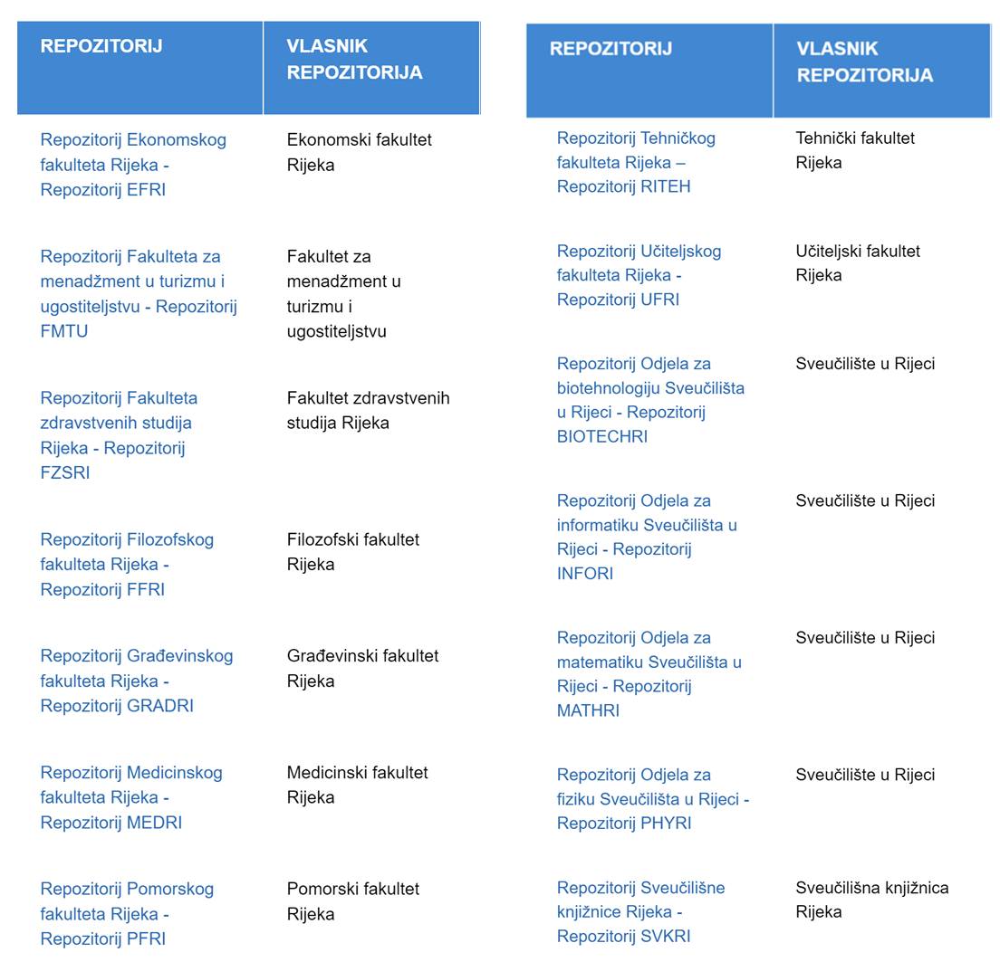 REPOZITORIJ
VLASNIK
REPOZITORIJA
Repozitorij Ekonomskog
fakulteta Rijeka -
Repozitorij EFRI
Ekonomski fakultet
Rijeka
Repozitorij Fakulteta za
menadžment u turizmu i
ugostiteljstvu - Repozitorij
FMTU
Fakultet za
menadžment u
turizmu i
ugostiteljstvu
Repozitorij Fakulteta
zdravstvenih studija
Rijeka - Repozitorij
FZSRI
Fakultet zdravstvenih
studija Rijeka
Repozitorij Filozofskog
fakulteta Rijeka -
Repozitorij FFRI
Filozofski fakultet
Rijeka
Repozitorij Građevinskog
fakulteta Rijeka -
Repozitorij GRADRI
Građevinski fakultet
Rijeka
Repozitorij Medicinskog
fakulteta Rijeka -
Repozitorij MEDRI
Medicinski fakultet
Rijeka
Repozitorij Pomorskog
fakulteta Rijeka -
Repozitorij PFRI
Pomorski fakultet
Rijeka
REPOZITORIJ
VLASNIK
REPOZITORIJA
Repozitorij Tehničkog
fakulteta Rijeka –
Repozitorij RITEH
Tehnički fakultet
Rijeka
Repozitorij Učiteljskog
fakulteta Rijeka -
Repozitorij UFRI
Učiteljski fakultet
Rijeka
Repozitorij Odjela za
biotehnologiju Sveučilišta
u Rijeci - Repozitorij
BIOTECHRI
Sveučilište u Rijeci
Repozitorij Odjela za
informatiku Sveučilišta u
Rijeci - Repozitorij
INFORI
Sveučilište u Rijeci
Repozitorij Odjela za
matematiku Sveučilišta u
Rijeci - Repozitorij
MATHRI
Sveučilište u Rijeci
Repozitorij Odjela za
fiziku Sveučilišta u Rijeci -
Repozitorij PHYRI
Sveučilište u Rijeci
Repozitorij Sveučilišne
knjižnice Rijeka -
Repozitorij SVKRI
Sveučilišna knjižnica
Rijeka